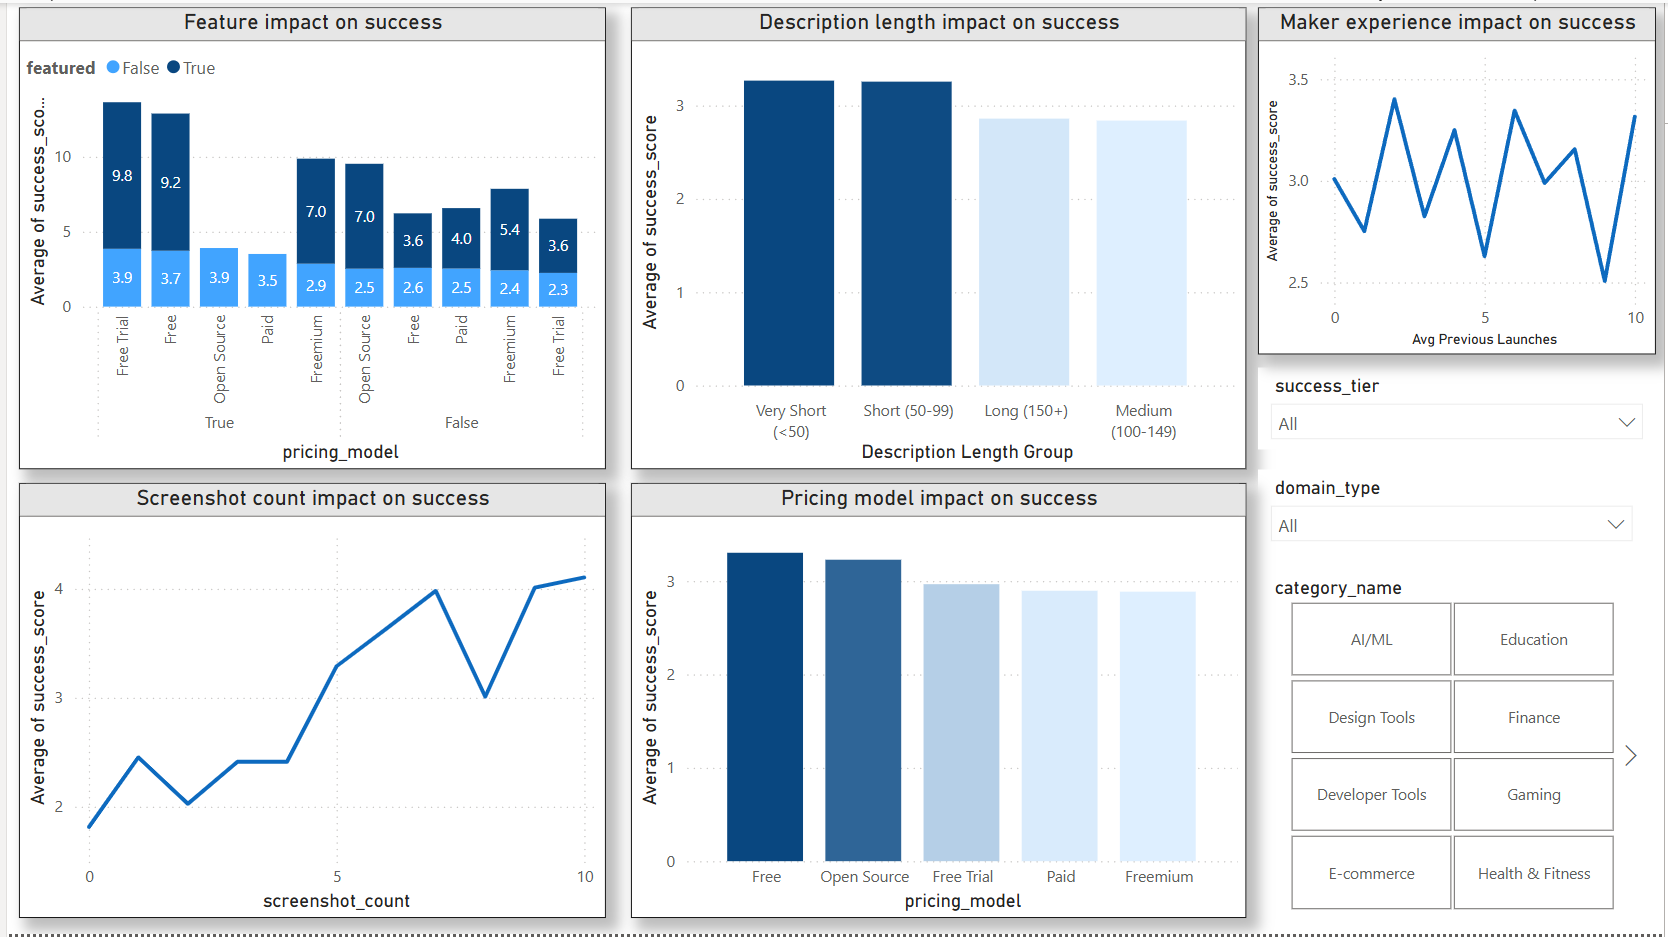 Feature impact on success
featured False True
Average of success_sco...
10
5
0
9.8
9.2
7.0
7.0
3.6
4.0
5.4
3.6
3.9
3.7
3.9
3.5
2.9
2.5
2.6
2.5
2.4
2.3
Free Trial
Free
Open Source
Paid
Freemium
Open Source
Free
Paid
Freemium
Free Trial
True
False
pricing_model
Description length impact on success
Average of success_score
3
2
1
0
Very Short
(<50)
Short (50-99)
Long (150+)
Medium
(100-149)
Description Length Group
Maker experience impact on success
Average of success_score
3.5
3.0
2.5
0
5
10
Avg Previous Launches
success_tier
All
domain_type
All
category_name
AI/ML
Education
Design Tools
Finance
Developer Tools
Gaming
E-commerce
Health & Fitness
Screenshot count impact on success
Average of success_score
4
3
2
0
5
10
screenshot_count
Pricing model impact on success
Average of success_score
3
2
1
0
Free
Open Source
Free Trial
Paid
Freemium
pricing_model